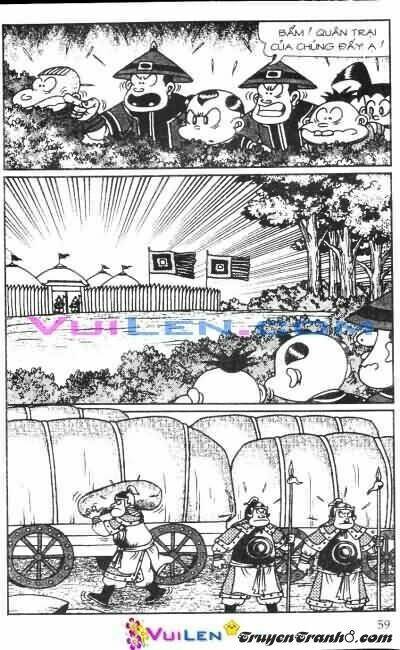 BẨM! QUÂN TRẠI
CỦA CHÚNG ĐẤY Ạ!
VUILEN.COM
59
VUILEN
TruyenTranh8.com